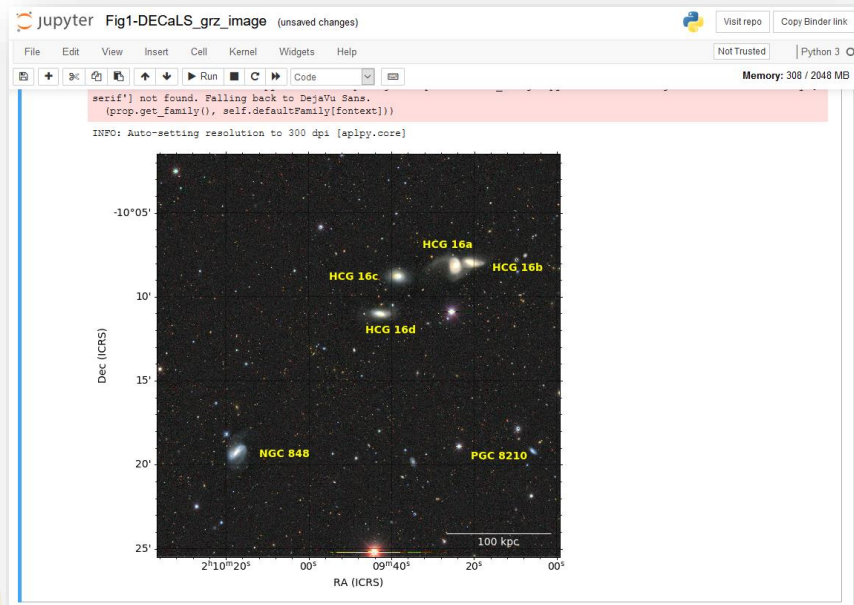 jupyter Fig1-DECaLS_grz_image (unsaved changes)
Visit repo Copy Binder link
File Edit View Insert Cell Kernel Widgets Help
Not Trusted Python 3
Run Code Memory: 308 / 2048 MB
serif'] not found. Falling back to DejaVu Sans.
(prop.get_family(), self.defaultFamily[fontext]))
INFO: Auto-setting resolution to 300 dpi [aplpy.core]
-10°05'
HCG 16a
HCG 16b
HCG 16c
10'
HCG 16d
Dec (ICRS)
15'
NGC 848
PGC 8210
20'
100 kpc
25'
2ʰ10ᵐ20ˢ 00ˢ 09ᵐ40ˢ 20ˢ 00ˢ
RA (ICRS)